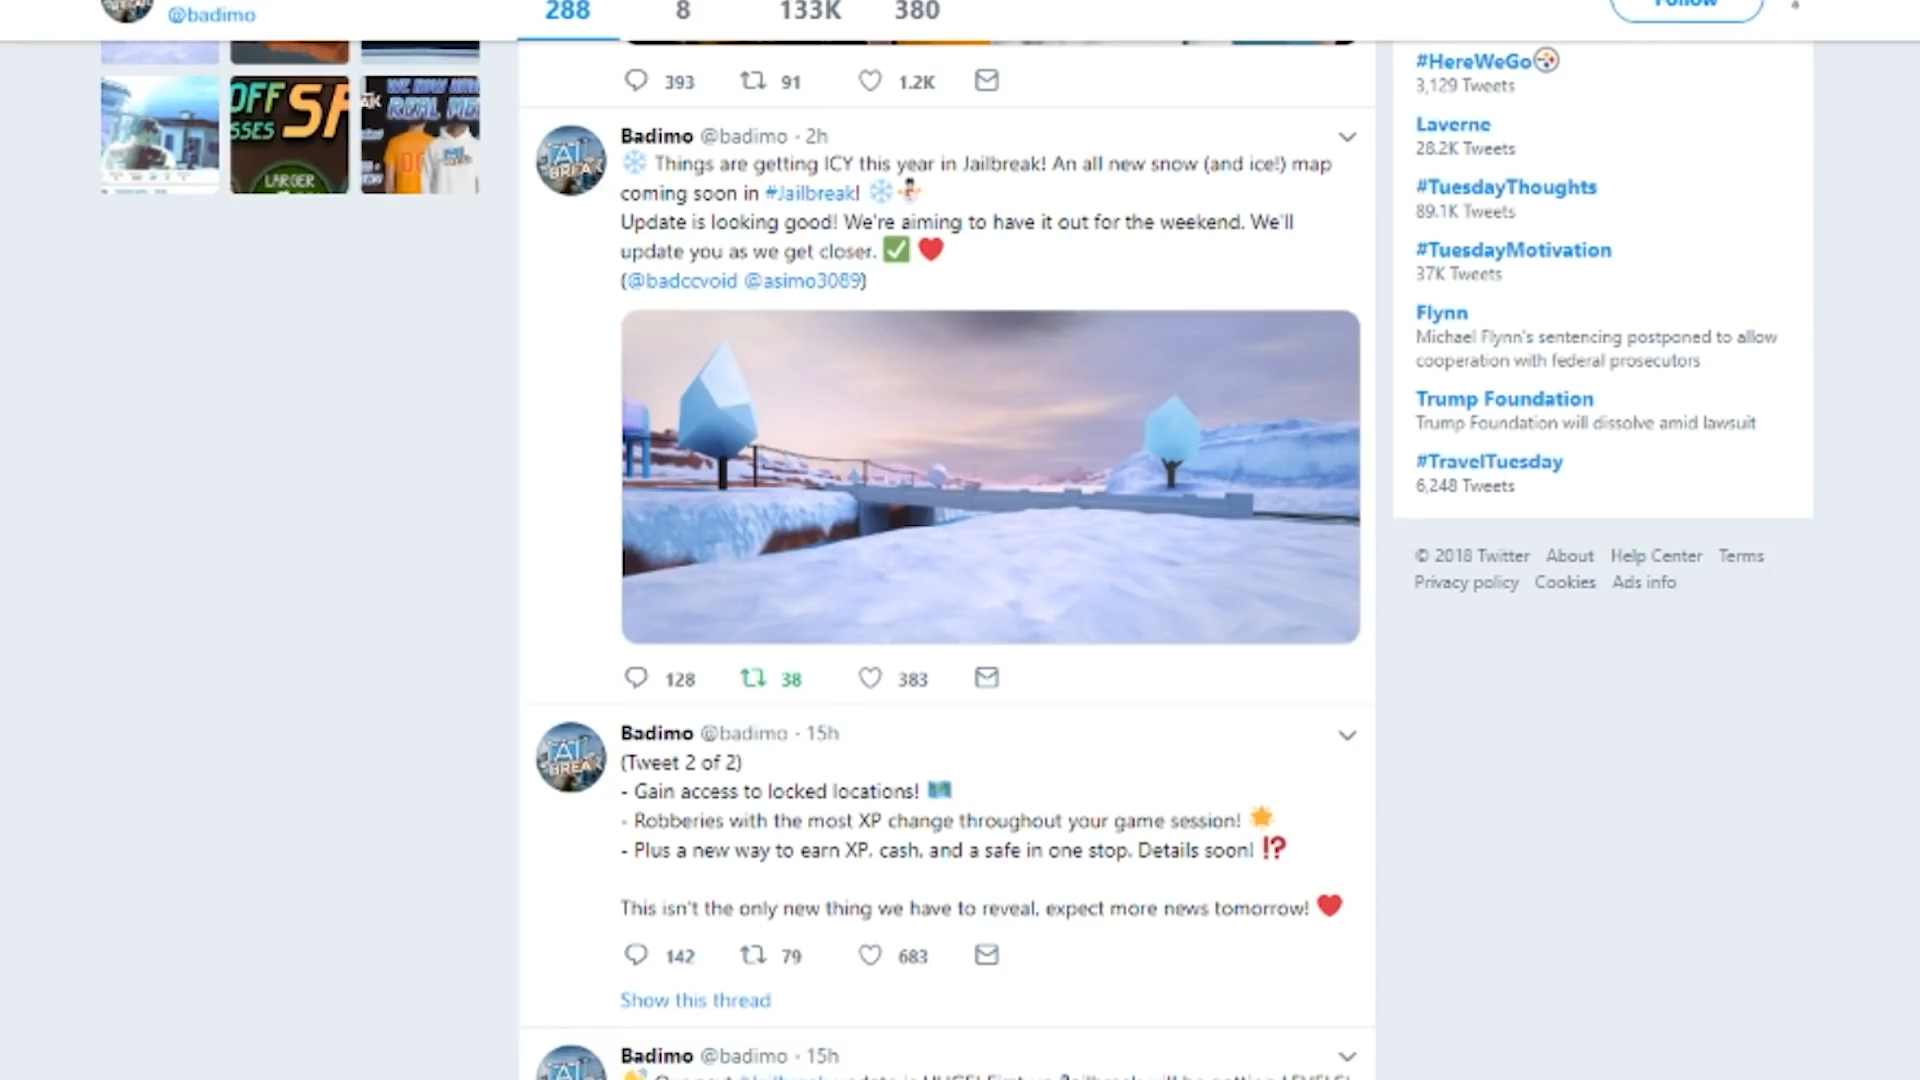 @badimo
288 8 133K 380
Follow
OFF SP
SSES
LARGER
WE NOW HAVE
REAL ME
393 91 1.2K
Badimo @badimo · 2h
❄️ Things are getting ICY this year in Jailbreak! An all new snow (and ice!) map
coming soon in #Jailbreak! ❄️⛄
Update is looking good! We're aiming to have it out for the weekend. We'll
update you as we get closer. ✅ ❤️
(@badccvoid @asimo3089)
128 38 383
Badimo @badimo · 15h
(Tweet 2 of 2)
- Gain access to locked locations! 🗺️
- Robberies with the most XP change throughout your game session! 🌟
- Plus a new way to earn XP, cash, and a safe in one stop. Details soon! ⁉️
This isn't the only new thing we have to reveal, expect more news tomorrow! ❤️
142 79 683
Show this thread
Badimo @badimo · 15h
JAIL
BREAK
#HereWeGo
3,129 Tweets
Laverne
28.2K Tweets
#TuesdayThoughts
89.1K Tweets
#TuesdayMotivation
37K Tweets
Flynn
Michael Flynn's sentencing postponed to allow
cooperation with federal prosecutors
Trump Foundation
Trump Foundation will dissolve amid lawsuit
#TravelTuesday
6,248 Tweets
© 2018 Twitter About Help Center Terms
Privacy policy Cookies Ads info